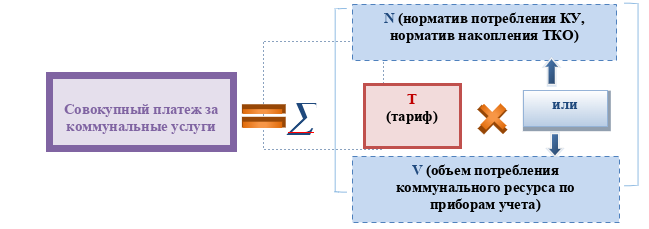 N (норматив потребления КУ,
норматив накопления ТКО)
Совокупный платеж за
коммунальные услуги
=
∑
Т
(тариф)
×
или
V (объем потребления
коммунального ресурса по
приборам учета)